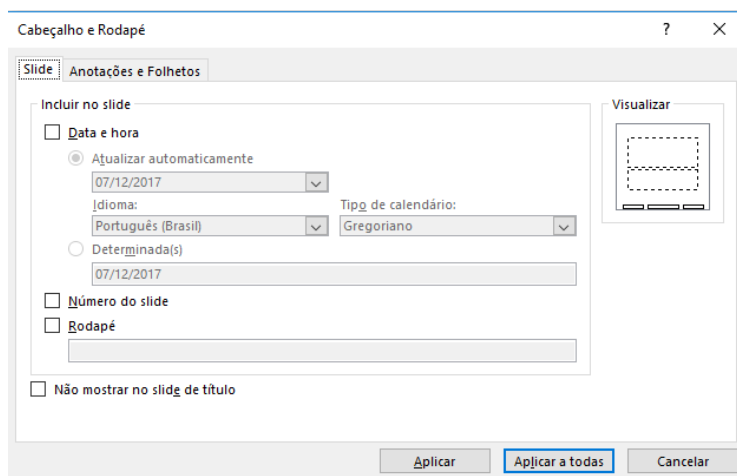 Cabeçalho e Rodapé ?
Slide Anotações e Folhetos
Incluir no slide
Visualizar
Data e hora
Atualizar automaticamente
07/12/2017
Idioma: Tipo de calendário:
Português (Brasil) Gregoriano
Determinada(s)
07/12/2017
Número do slide
Rodapé
Não mostrar no slide de título
Aplicar Aplicar a todas Cancelar